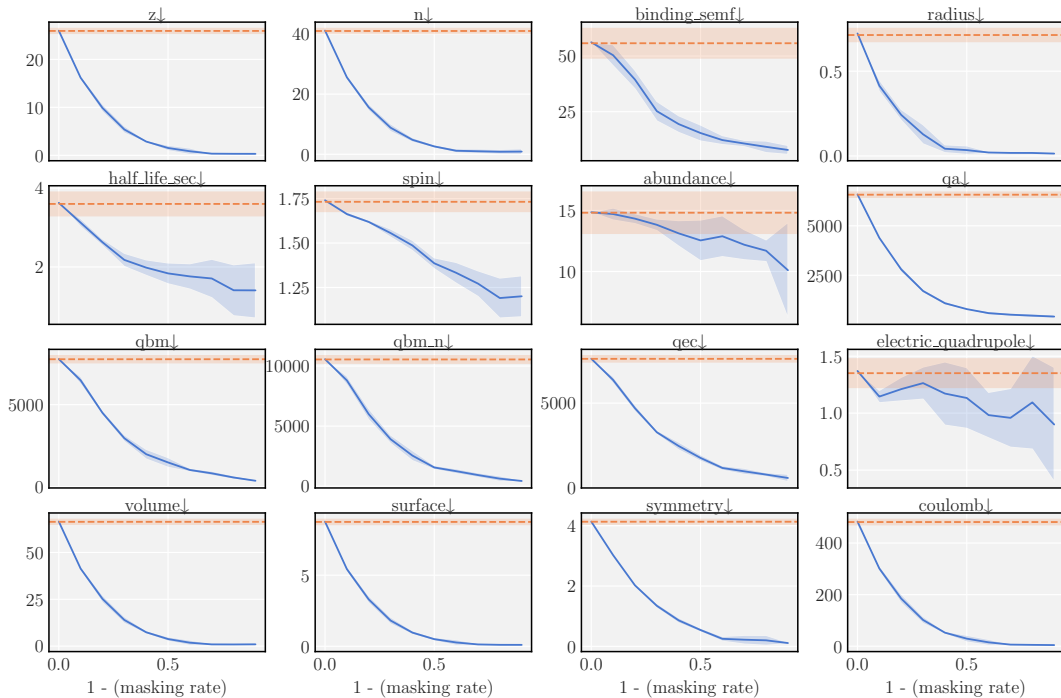 z↓ n↓ binding_semf↓ radius↓
20 40 50 0.5
10 20 25
0 0 0.0
half_life_sec↓ spin↓ abundance↓ qa↓
4 1.75 15 5000
2 1.50 10 2500
1.25
qbm↓ qbm_n↓ qec↓ electric_quadrupole↓
5000 10000 5000 1.5
0 5000 0 1.0
0 0.5
volume↓ surface↓ symmetry↓ coulomb↓
50 5 4 400
25 0 2 200
0 0 0
0.0 0.5 0.0 0.5 0.0 0.5 0.0 0.5
1 - (masking rate) 1 - (masking rate) 1 - (masking rate) 1 - (masking rate)